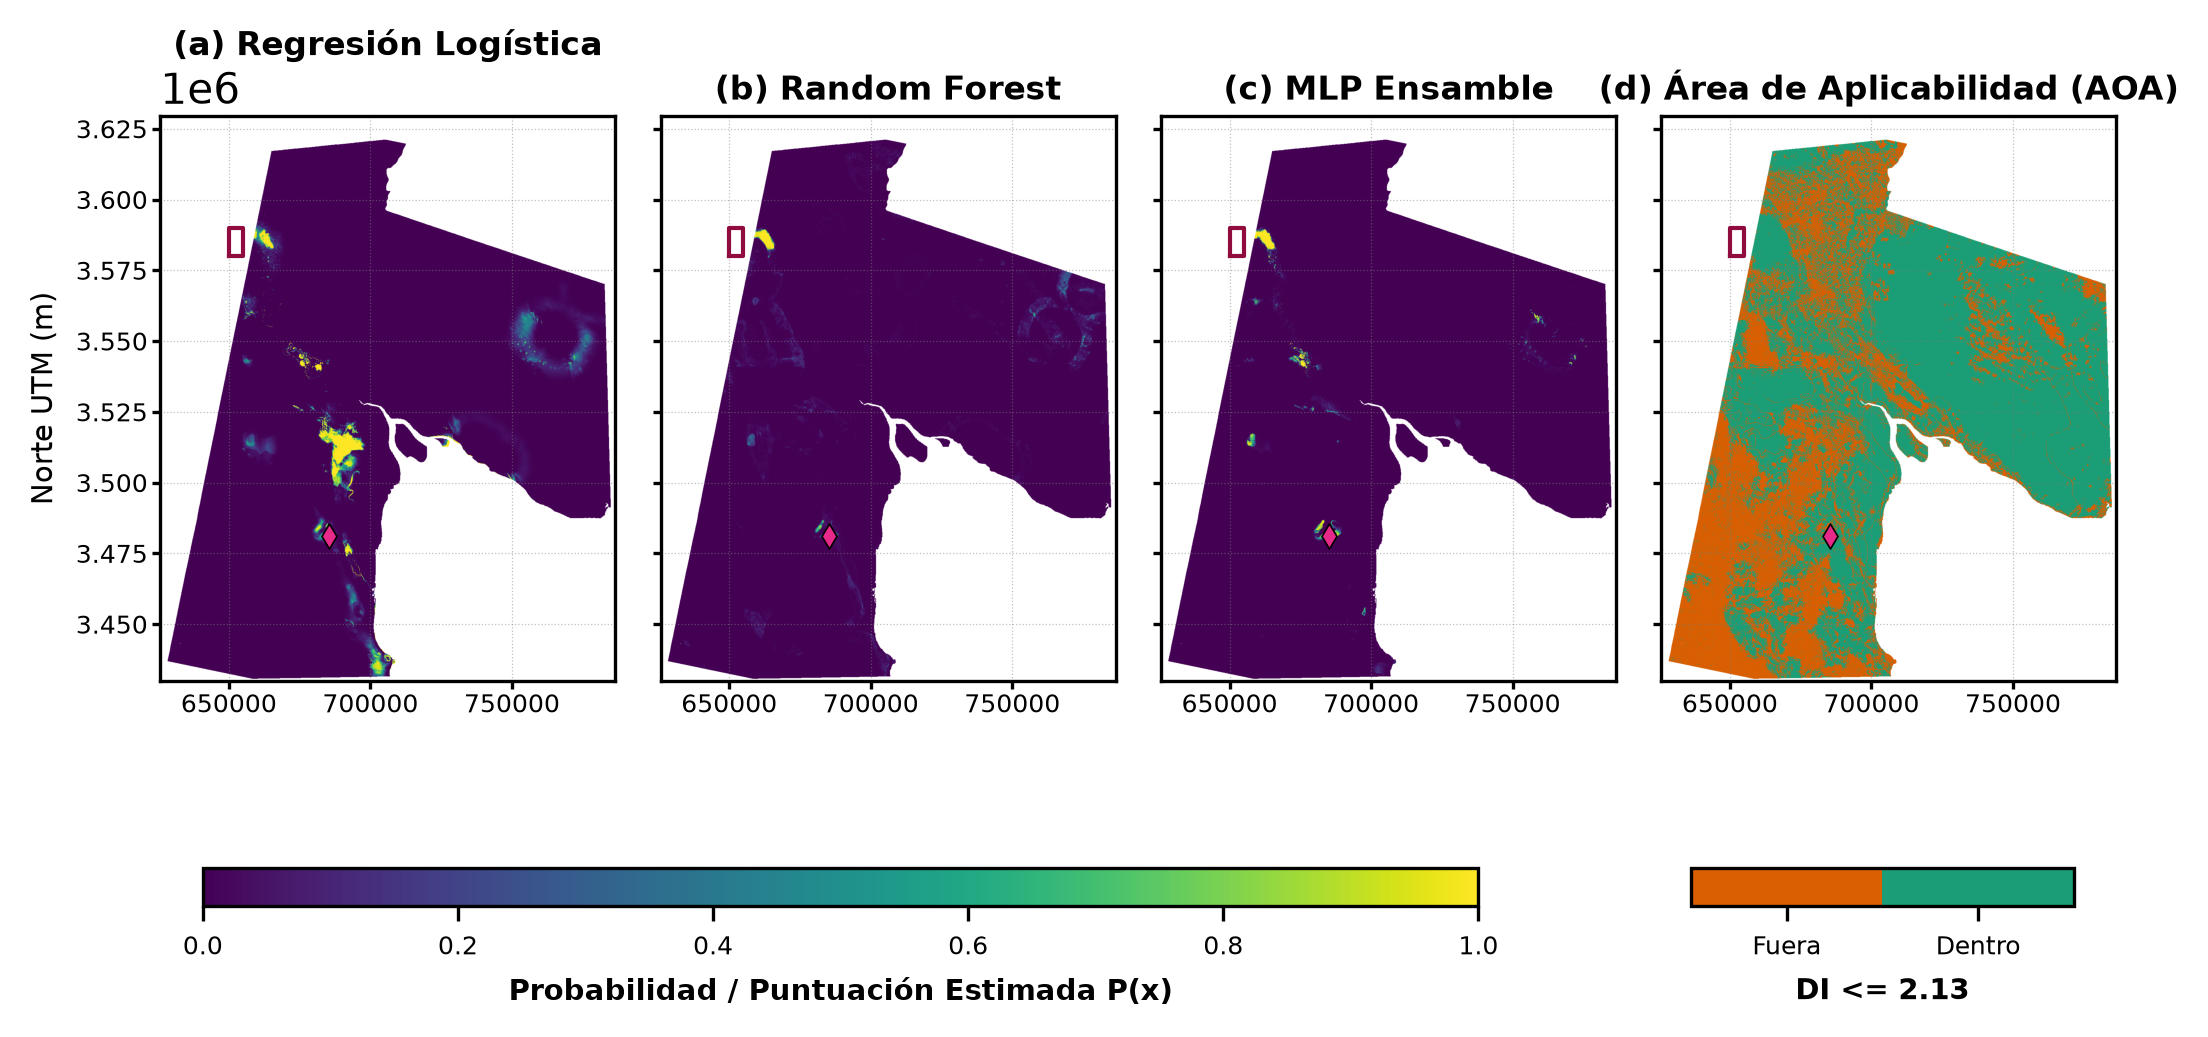 (a) Regresión Logística
1e6
(b) Random Forest
(c) MLP Ensamble
(d) Área de Aplicabilidad (AOA)
Norte UTM (m)
3.625
3.600
3.575
3.550
3.525
3.500
3.475
3.450
650000 700000 750000
650000 700000 750000
650000 700000 750000
650000 700000 750000
0.0 0.2 0.4 0.6 0.8 1.0
Probabilidad / Puntuación Estimada P(x)
Fuera Dentro
DI <= 2.13